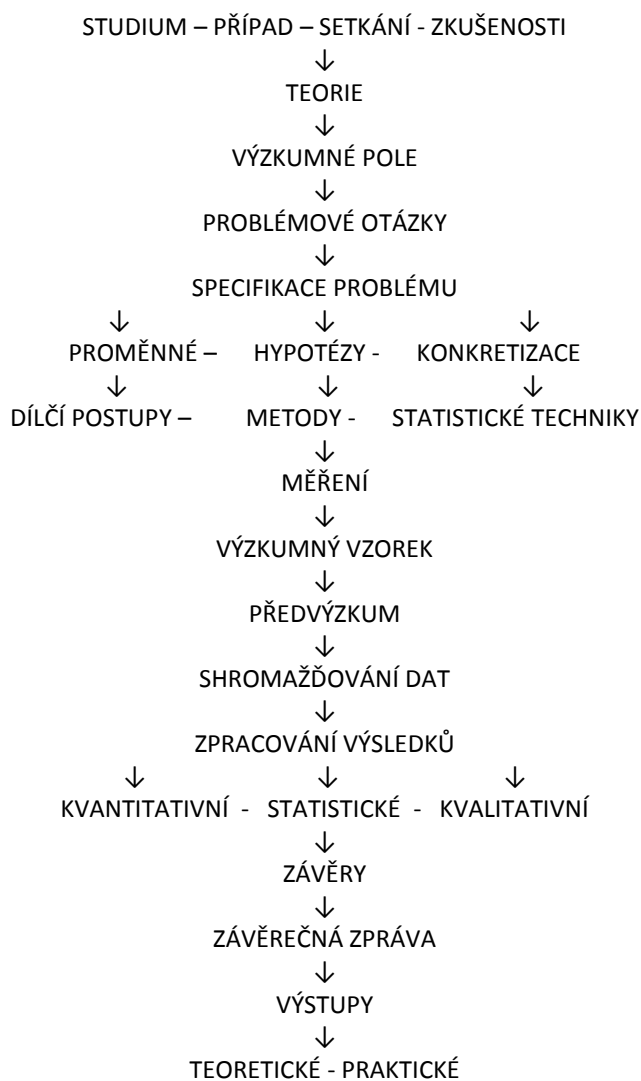 STUDIUM – PŘÍPAD – SETKÁNÍ - ZKUŠENOSTI
↓
TEORIE
↓
VÝZKUMNÉ POLE
↓
PROBLÉMOVÉ OTÁZKY
↓
SPECIFIKACE PROBLÉMU
↓ ↓ ↓
PROMĚNNÉ – HYPOTÉZY - KONKRETIZACE
↓ ↓ ↓
DÍLČÍ POSTUPY – METODY - STATISTICKÉ TECHNIKY
↓
MĚŘENÍ
↓
VÝZKUMNÝ VZOREK
↓
PŘEDVÝZKUM
↓
SHROMAŽĎOVÁNÍ DAT
↓
ZPRACOVÁNÍ VÝSLEDKŮ
↓ ↓ ↓
KVANTITATIVNÍ - STATISTICKÉ - KVALITATIVNÍ
↓
ZÁVĚRY
↓
ZÁVĚREČNÁ ZPRÁVA
↓
VÝSTUPY
↓
TEORETICKÉ - PRAKTICKÉ